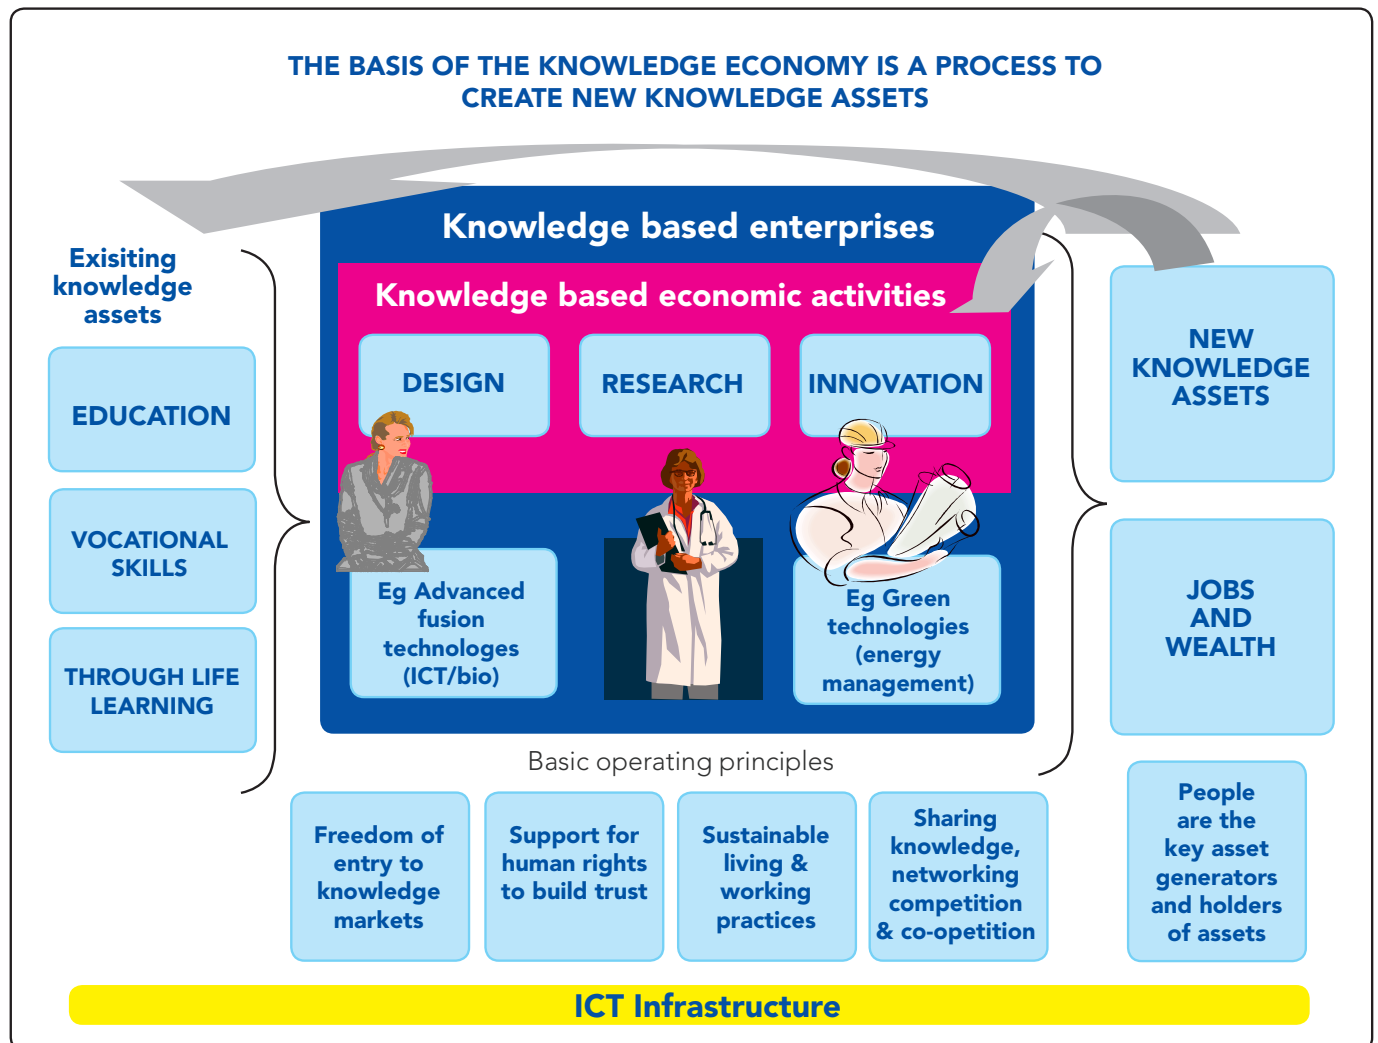 THE BASIS OF THE KNOWLEDGE ECONOMY IS A PROCESS TO
CREATE NEW KNOWLEDGE ASSETS
Knowledge based enterprises
Exisiting
knowledge
assets
EDUCATION
VOCATIONAL
SKILLS
THROUGH LIFE
LEARNING
Knowledge based economic activities
DESIGN
RESEARCH
INNOVATION
Eg Advanced
fusion
technologes
(ICT/bio)
Eg Green
technologies
(energy
management)
NEW
KNOWLEDGE
ASSETS
JOBS
AND
WEALTH
Basic operating principles
Freedom of
entry to
knowledge
markets
Support for
human rights
to build trust
Sustainable
living &
working
practices
Sharing
knowledge,
networking
competition
& co-opetition
People
are the
key asset
generators
and holders
of assets
ICT Infrastructure